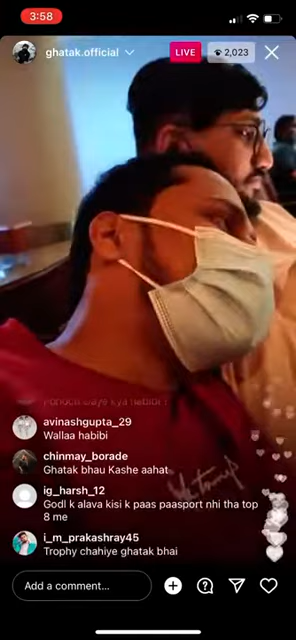 3:58
ghatak.official
LIVE
2,023
avinashgupta_29
Wallaa habibi
chinmay_borade
Ghatak bhau Kashe aahat
ig_harsh_12
Godl k alava kisi k paas paasport nhi tha top
8 me
i_m_prakashray45
Trophy chahiye ghatak bhai
Add a comment...